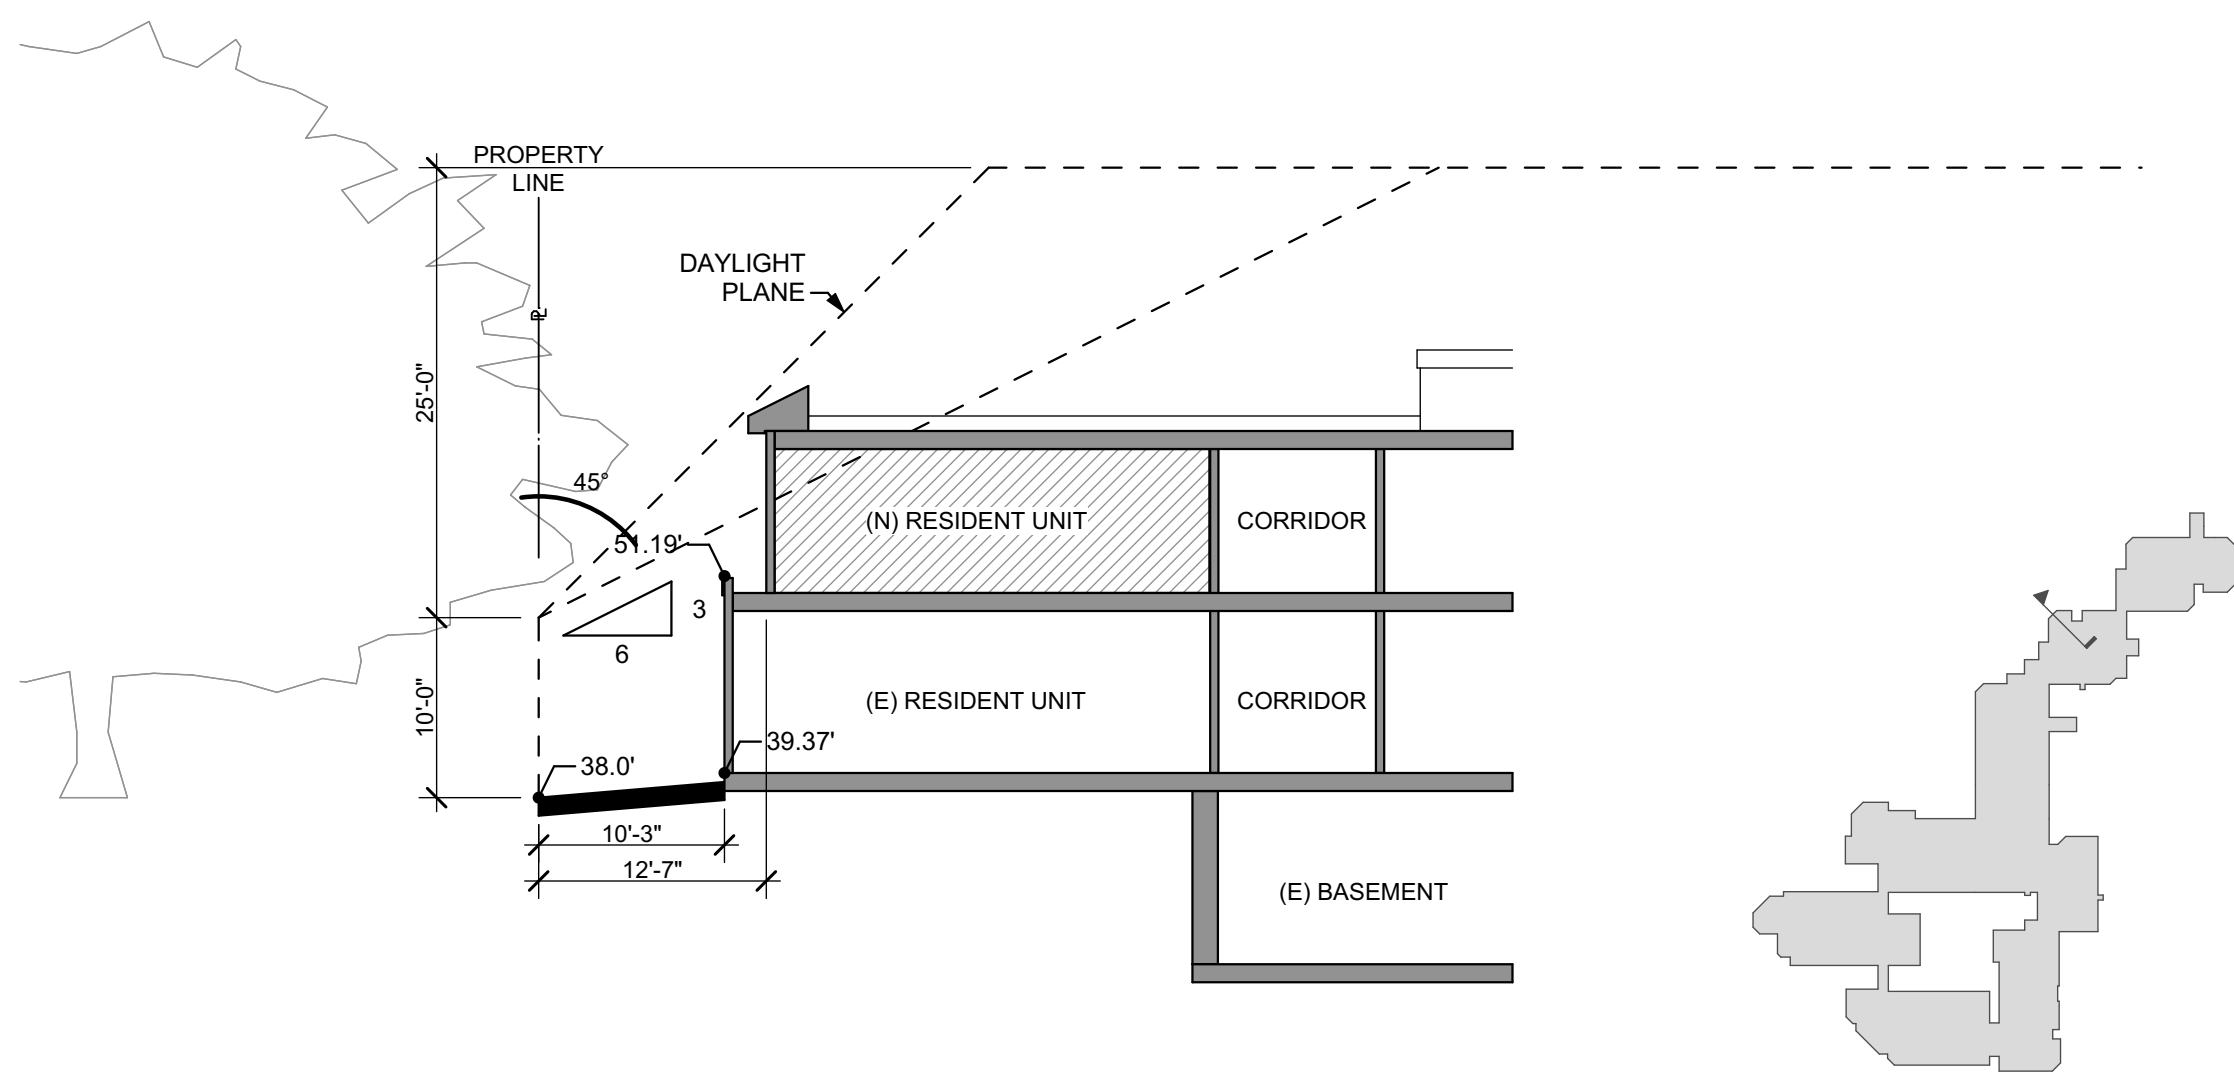 PROPERTY
LINE
PL
DAYLIGHT
PLANE
25'-0"
45°
51.19'
(N) RESIDENT UNIT
CORRIDOR
3
6
10'-0"
(E) RESIDENT UNIT
CORRIDOR
39.37'
38.0'
10'-3"
12'-7"
(E) BASEMENT